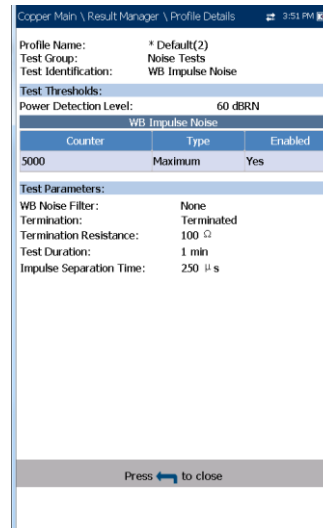 Copper Main \ Result Manager \ Profile Details 3:51 PM
Profile Name: * Default(2)
Test Group: Noise Tests
Test Identification: WB Impulse Noise
Test Thresholds:
Power Detection Level: 60 dBRN
WB Impulse Noise
Counter Type Enabled
5000 Maximum Yes
Test Parameters:
WB Noise Filter: None
Termination: Terminated
Termination Resistance: 100 Ω
Test Duration: 1 min
Impulse Separation Time: 250 μs
Press to close